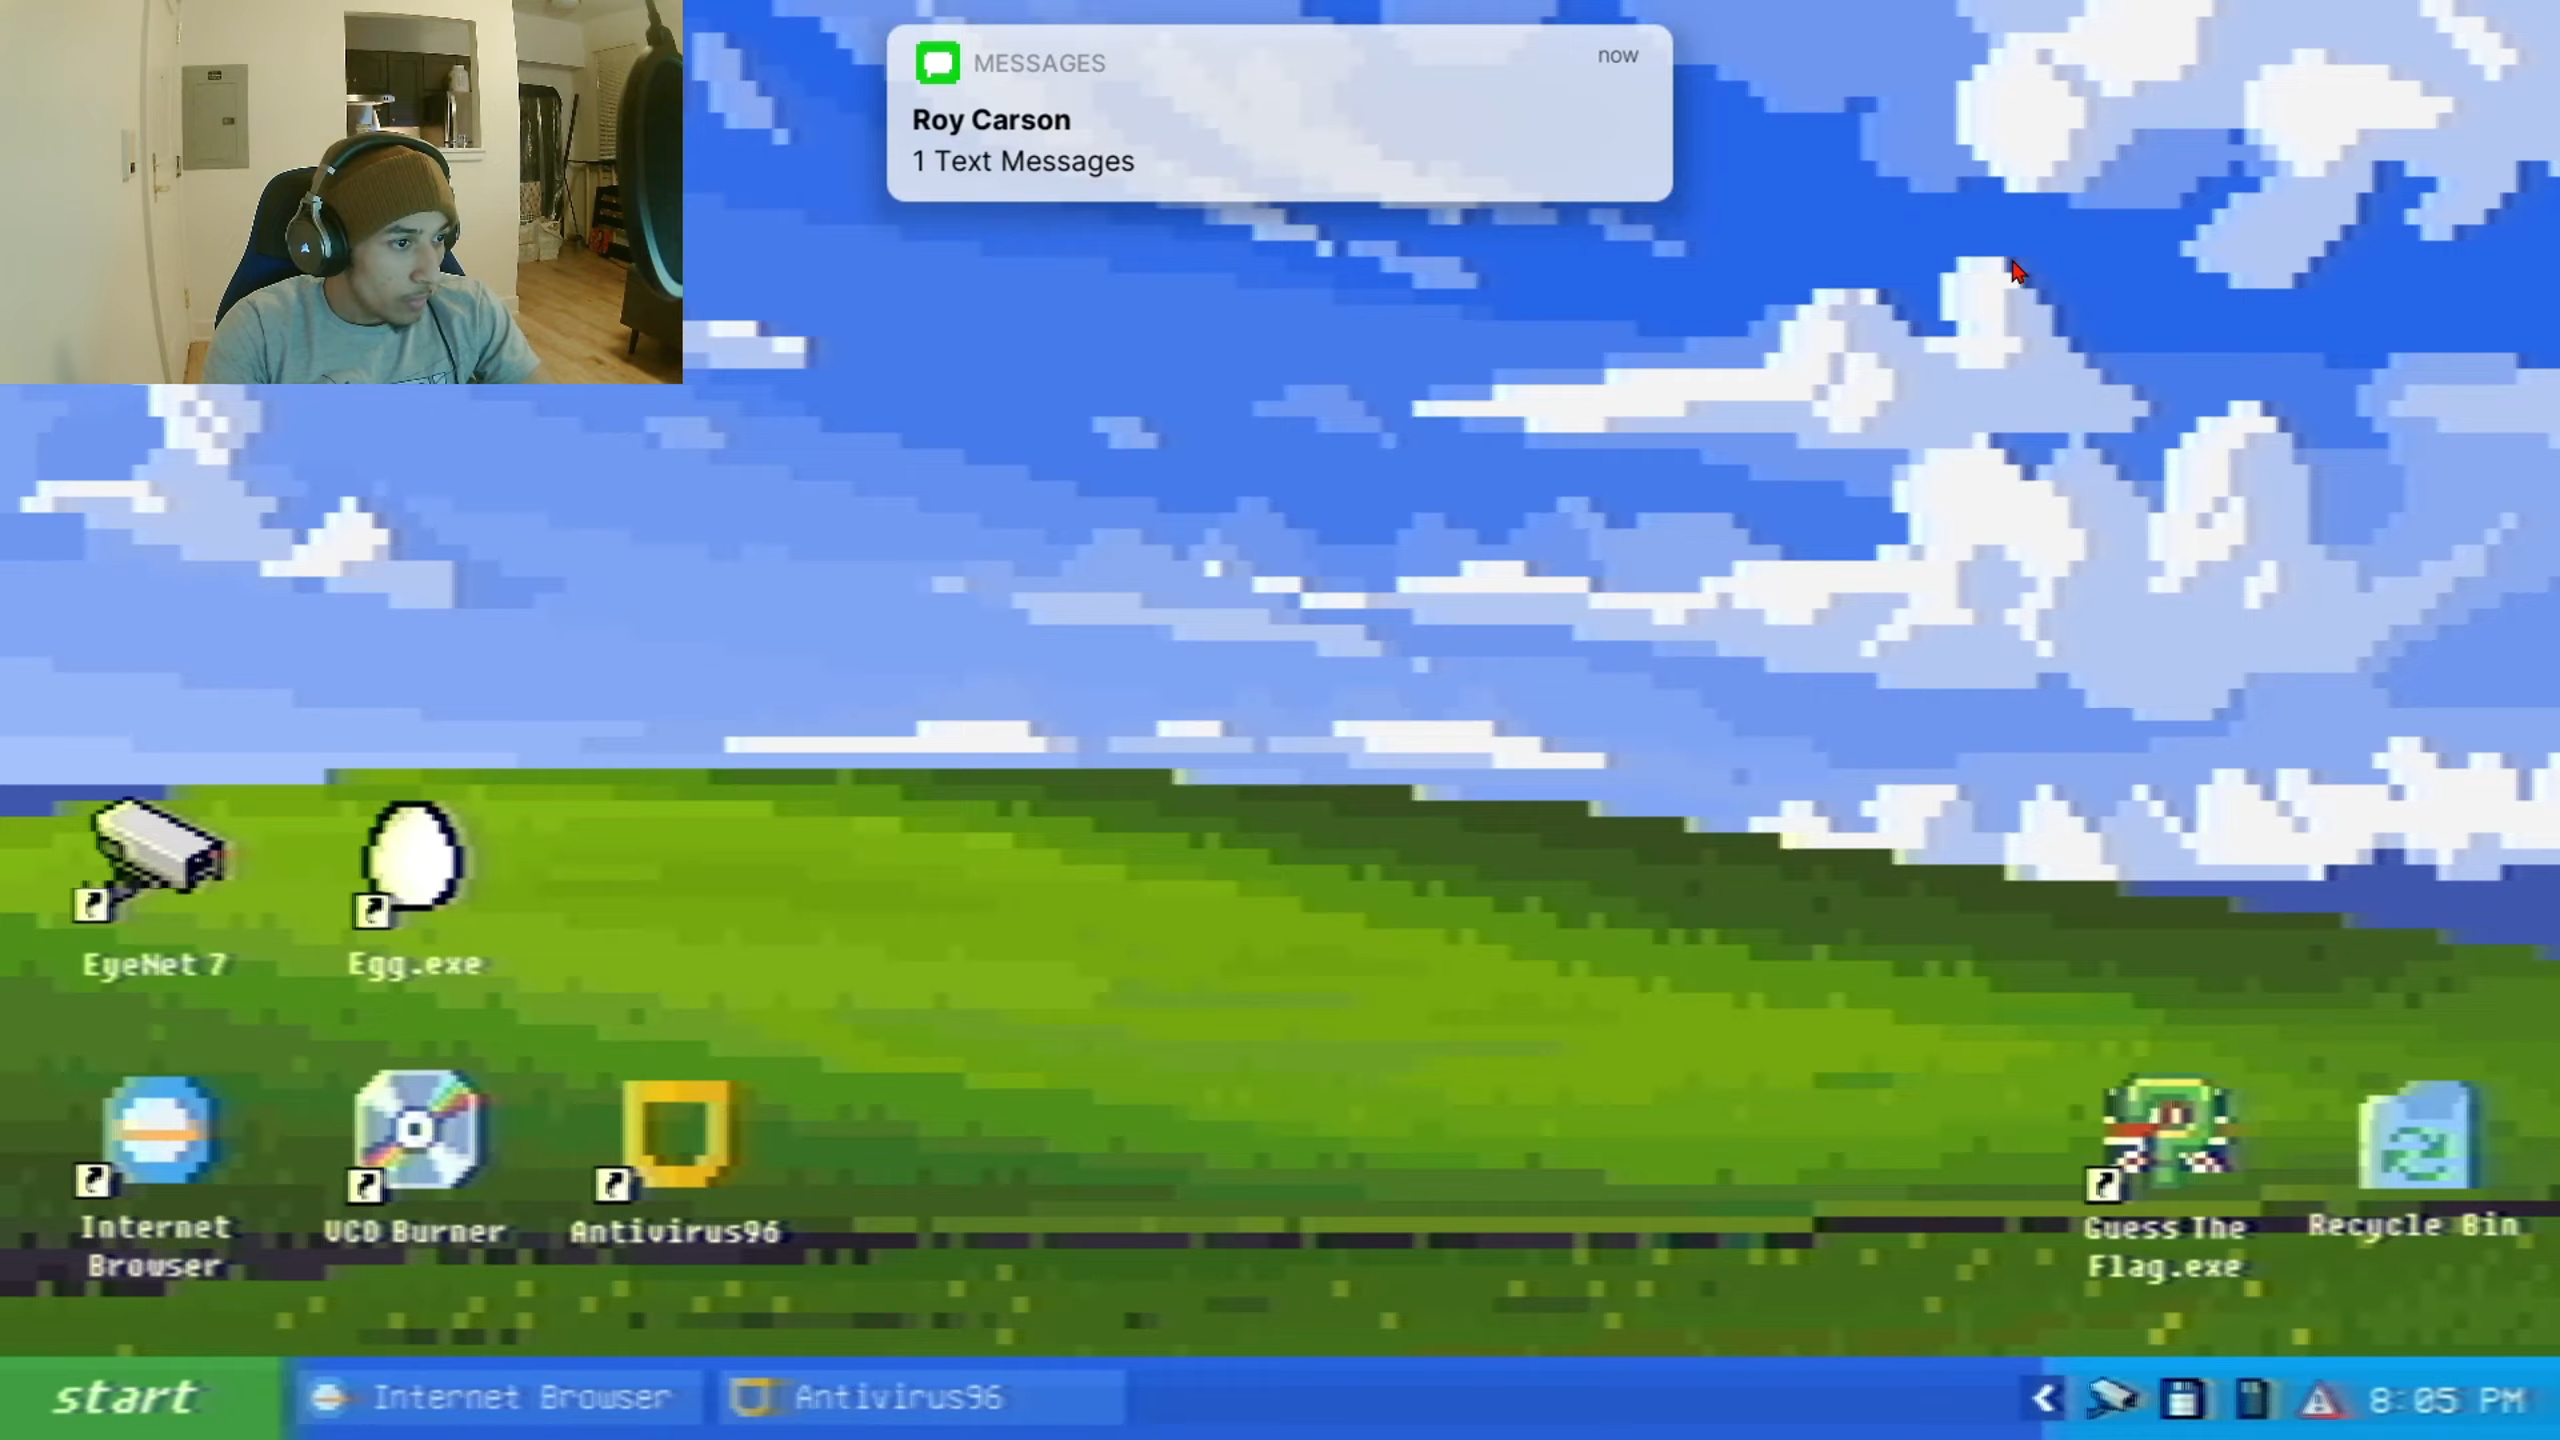 MESSAGES
now
Roy Carson
1 Text Messages
EyeNet 7
Egg.exe
Internet
Browser
VCD Burner
Antivirus96
Guess The
Flag.exe
Recycle Bin
start
Internet Browser
Antivirus96
8:05 PM